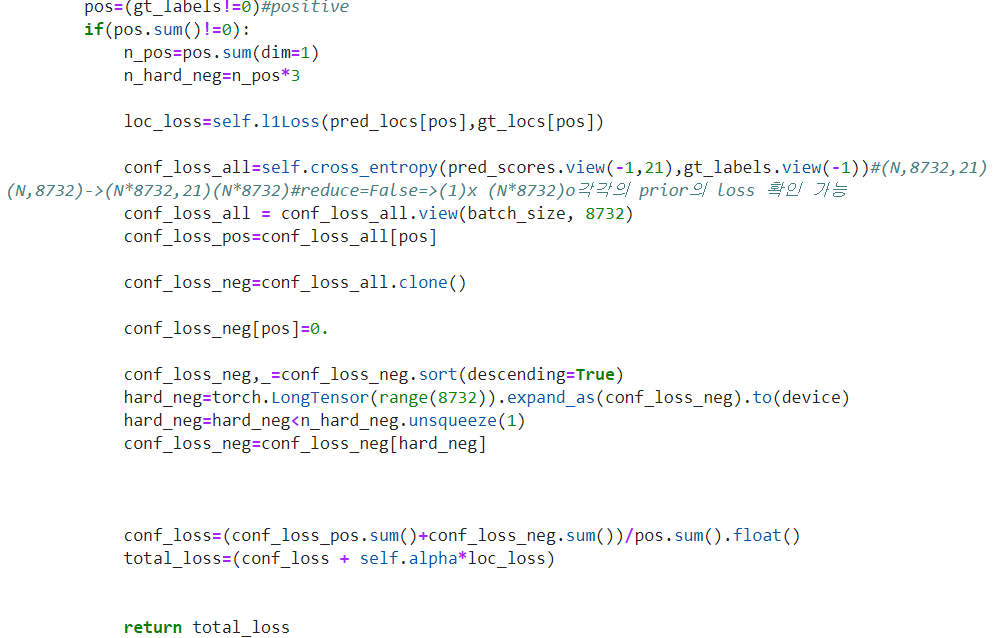 pos=(gt_labels!=0)#positive
if(pos.sum()!=0):
n_pos=pos.sum(dim=1)
n_hard_neg=n_pos*3
loc_loss=self.l1Loss(pred_locs[pos],gt_locs[pos])
conf_loss_all=self.cross_entropy(pred_scores.view(-1,21),gt_labels.view(-1))#(N,8732,21)
(N,8732)->(N*8732,21)(N*8732)#reduce=False=>(1)x (N*8732)o각각의 prior의 loss 확인 가능
conf_loss_all = conf_loss_all.view(batch_size, 8732)
conf_loss_pos=conf_loss_all[pos]
conf_loss_neg=conf_loss_all.clone()
conf_loss_neg[pos]=0.
conf_loss_neg,_=conf_loss_neg.sort(descending=True)
hard_neg=torch.LongTensor(range(8732)).expand_as(conf_loss_neg).to(device)
hard_neg=hard_neg<n_hard_neg.unsqueeze(1)
conf_loss_neg=conf_loss_neg[hard_neg]
conf_loss=(conf_loss_pos.sum()+conf_loss_neg.sum())/pos.sum().float()
total_loss=(conf_loss + self.alpha*loc_loss)
return total_loss